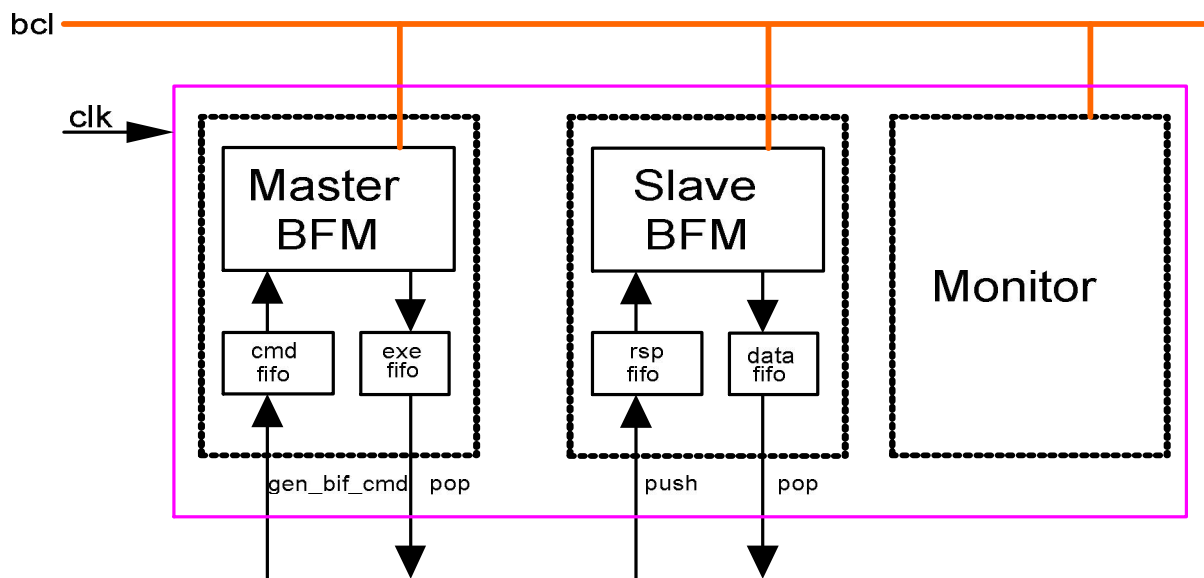 bcl
clk
Master
BFM
cmd
fifo
exe
fifo
gen_bif_cmd
pop
Slave
BFM
rsp
fifo
data
fifo
push
pop
Monitor